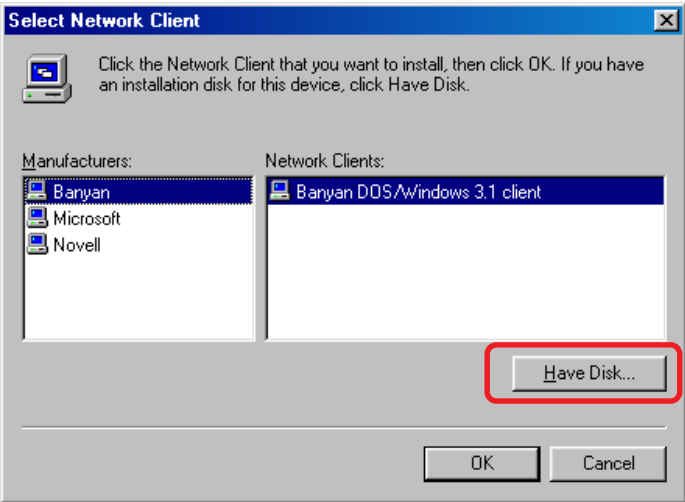 Select Network Client
Click the Network Client that you want to install, then click OK. If you have
an installation disk for this device, click Have Disk.
Manufacturers:
Network Clients:
Banyan
Microsoft
Novell
Banyan DOS/Windows 3.1 client
Have Disk...
OK
Cancel